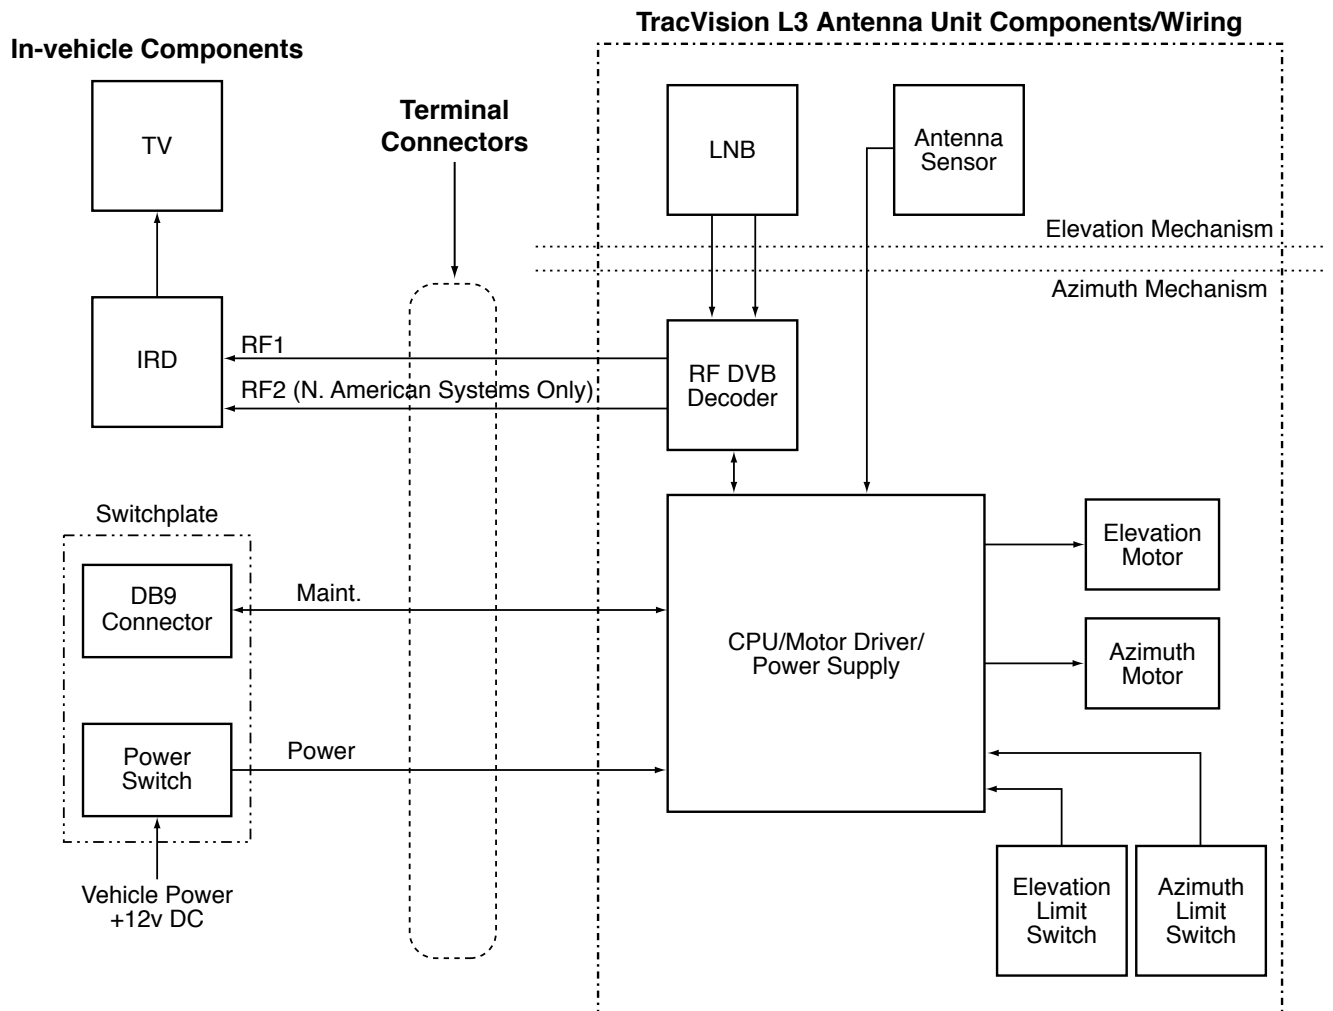 TracVision L3 Antenna Unit Components/Wiring
In-vehicle Components
TV
Terminal
Connectors
LNB
Antenna
Sensor
Elevation Mechanism
Azimuth Mechanism
IRD
RF1
RF2 (N. American Systems Only)
RF DVB
Decoder
Switchplate
DB9
Connector
Maint.
CPU/Motor Driver/
Power Supply
Elevation
Motor
Azimuth
Motor
Power
Switch
Power
Vehicle Power
+12v DC
Elevation
Limit
Switch
Azimuth
Limit
Switch